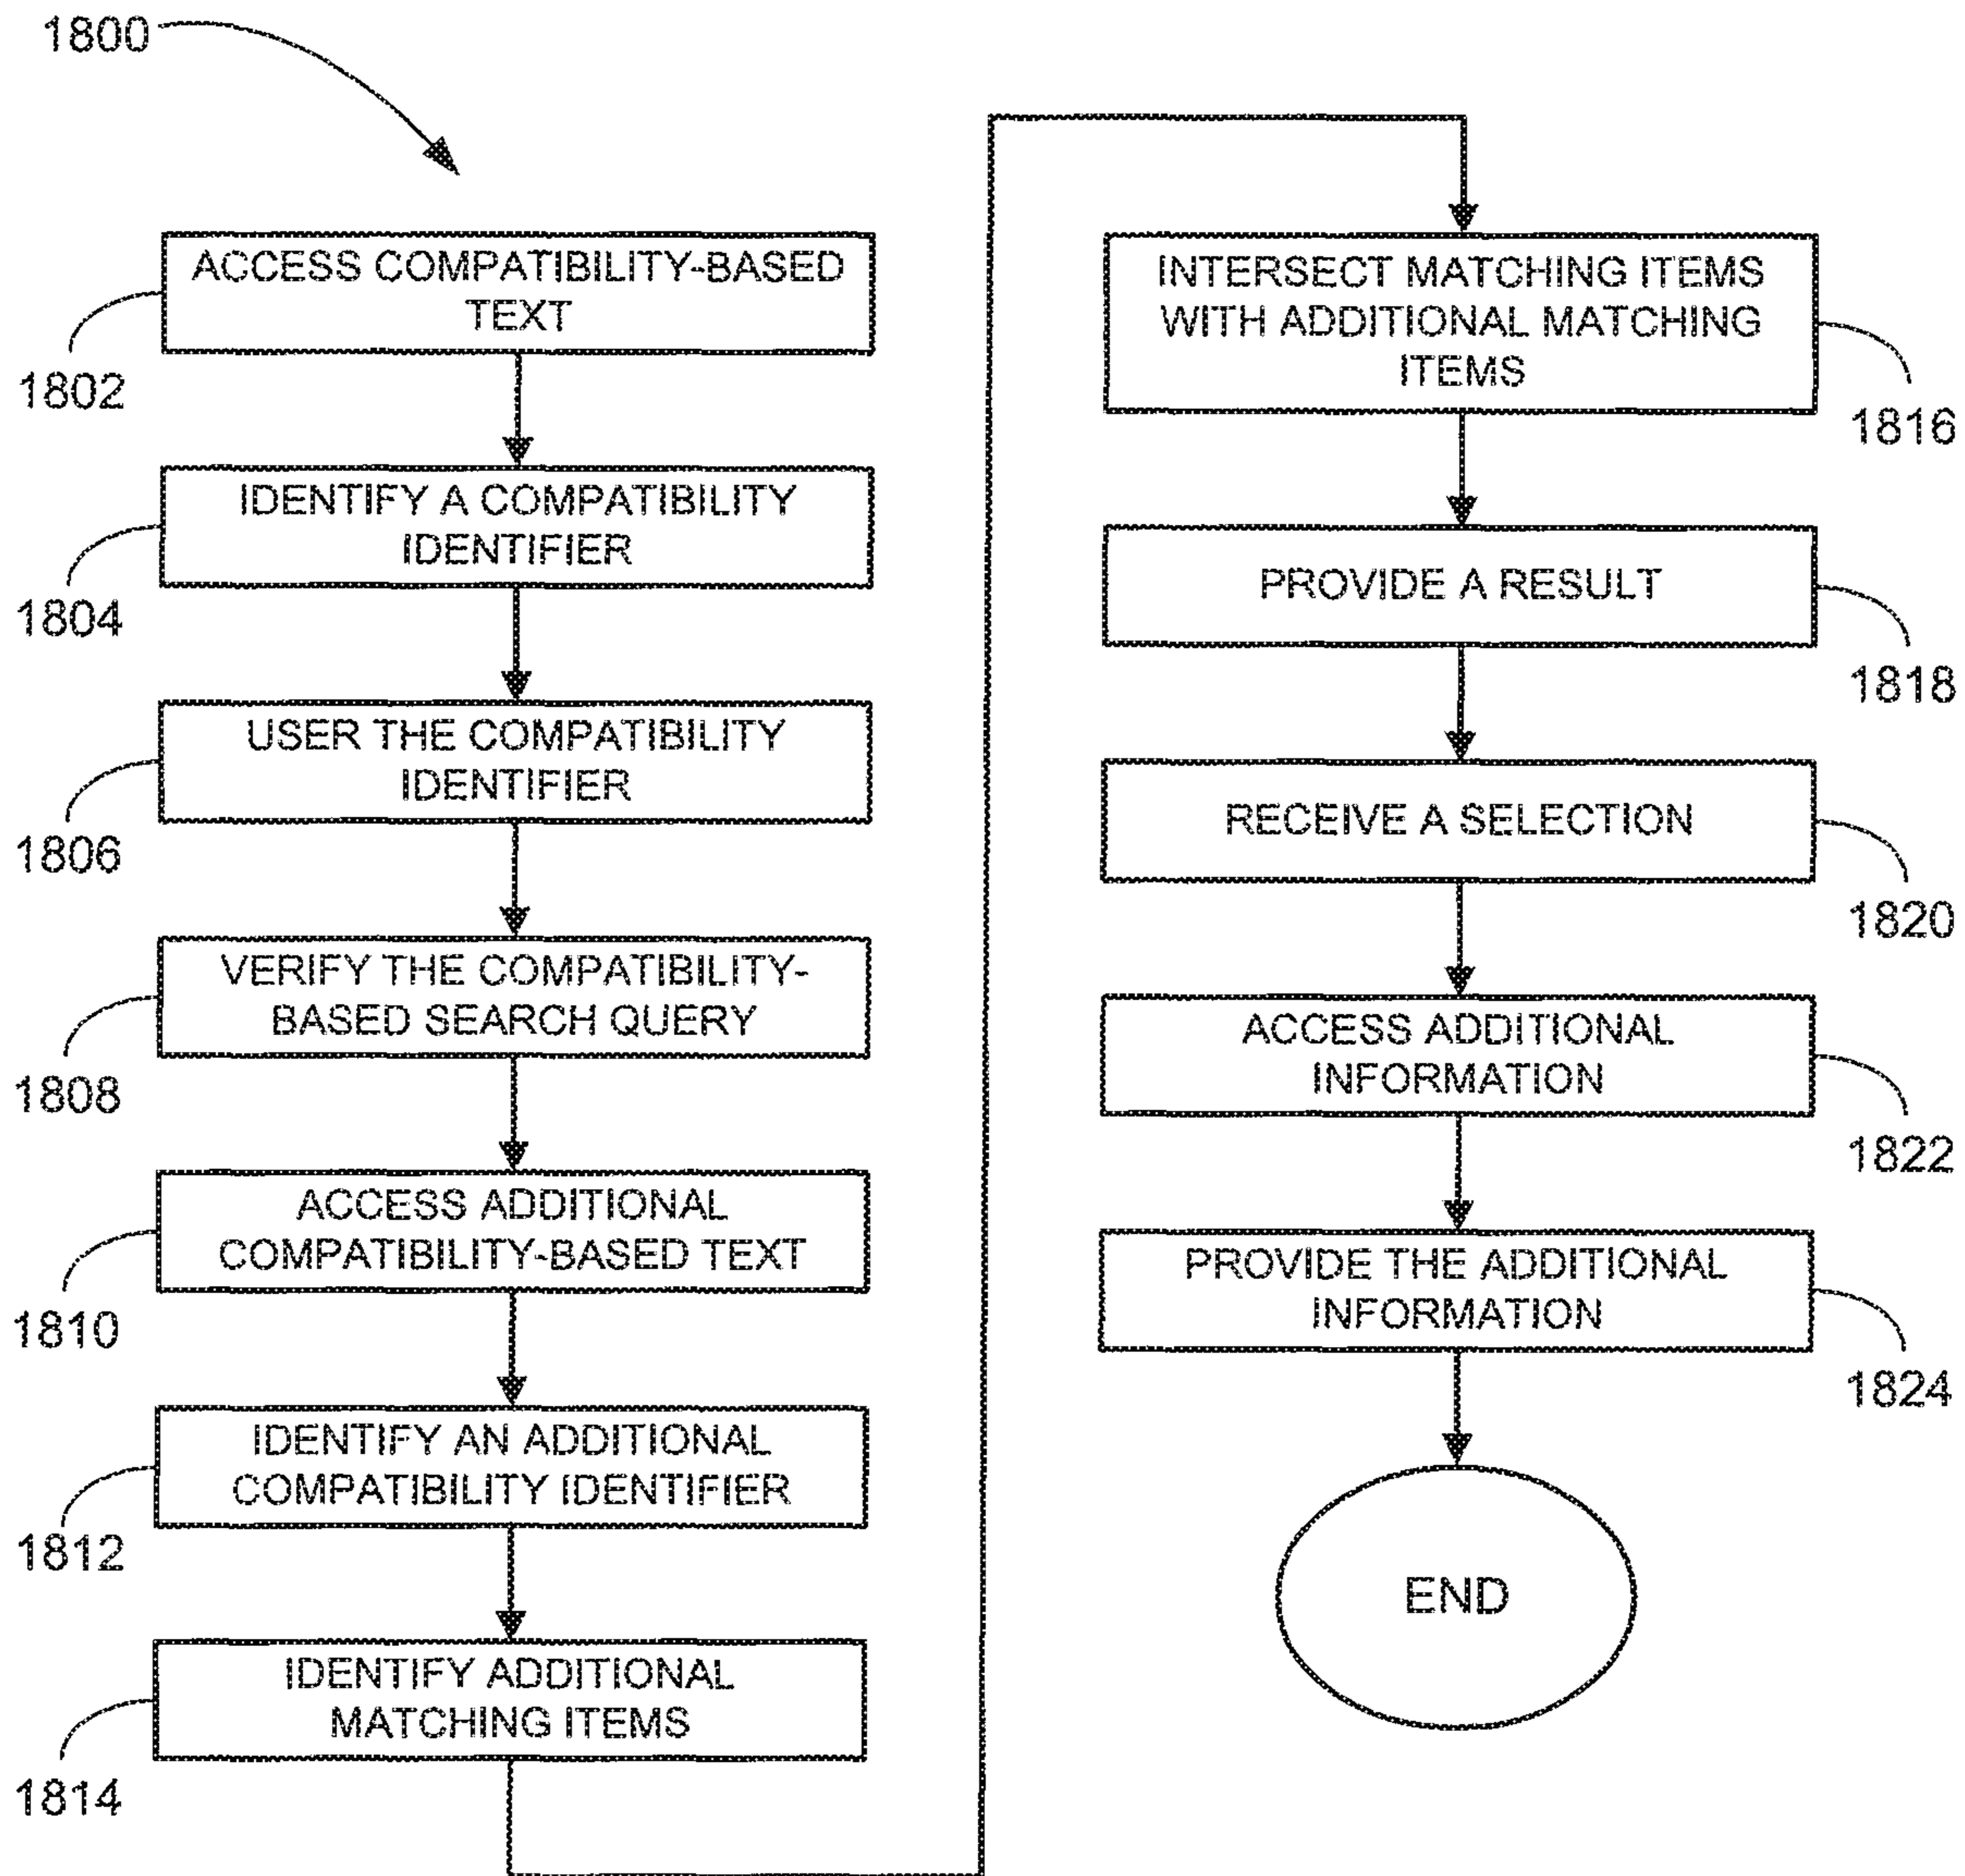 1800
ACCESS COMPATIBILITY-BASED
TEXT
1802
IDENTIFY A COMPATIBILITY
IDENTIFIER
1804
USER THE COMPATIBILITY
IDENTIFIER
1806
VERIFY THE COMPATIBILITY-
BASED SEARCH QUERY
1808
ACCESS ADDITIONAL
COMPATIBILITY-BASED TEXT
1810
IDENTIFY AN ADDITIONAL
COMPATIBILITY IDENTIFIER
1812
IDENTIFY ADDITIONAL
MATCHING ITEMS
1814
INTERSECT MATCHING ITEMS
WITH ADDITIONAL MATCHING
ITEMS
1816
PROVIDE A RESULT
1818
RECEIVE A SELECTION
1820
ACCESS ADDITIONAL
INFORMATION
1822
PROVIDE THE ADDITIONAL
INFORMATION
1824
END